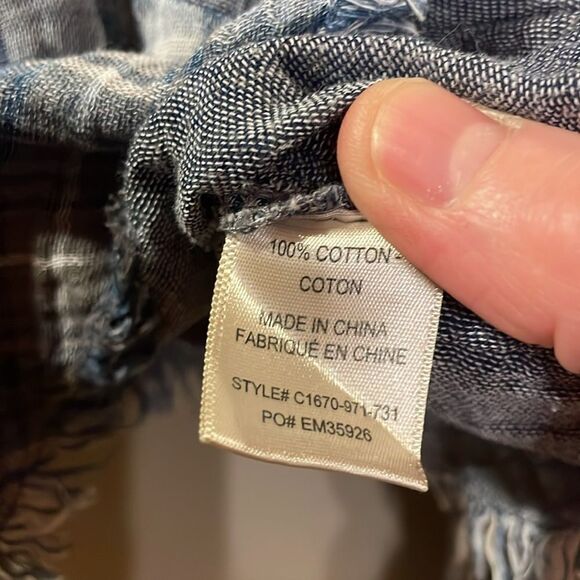 100% COTTON-
COTON
MADE IN CHINA
FABRIQUÉ EN CHINE
STYLE# C1670-971-731
PO# EM35926